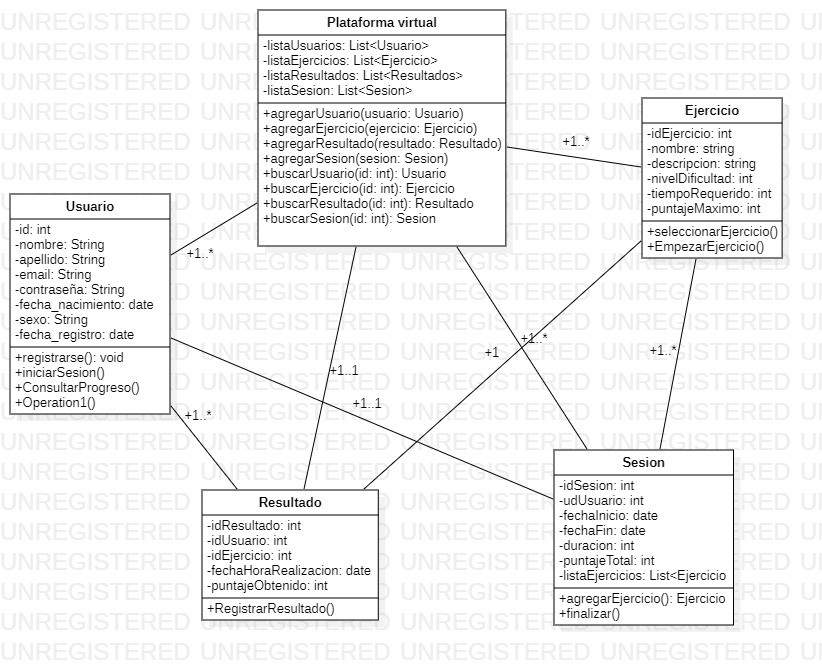 Plataforma virtual
-listaUsuarios: List<Usuario>
-listaEjercicios: List<Ejercicio>
-listaResultados: List<Resultados>
-listaSesion: List<Sesion>
+agregarUsuario(usuario: Usuario)
+agregarEjercicio(ejercicio: Ejercicio)
+agregarResultado(resultado: Resultado)
+agregarSesion(sesion: Sesion)
+buscarUsuario(id: int): Usuario
+buscarEjercicio(id: int): Ejercicio
+buscarResultado(id: int): Resultado
+buscarSesion(id: int): Sesion
+1..*
Ejercicio
-idEjercicio: int
-nombre: string
-descripcion: string
-nivelDificultad: int
-tiempoRequerido: int
-puntajeMaximo: int
+seleccionarEjercicio()
+EmpezarEjercicio()
Usuario
-id: int
-nombre: String
-apellido: String
-email: String
-contraseña: String
-fecha_nacimiento: date
-sexo: String
-fecha_registro: date
+registrarse(): void
+iniciarSesion()
+ConsultarProgreso()
+Operation1()
+1..*
+1..*
+1
+1..*
+1..1
+1..1
+1..*
Resultado
-idResultado: int
-idUsuario: int
-idEjercicio: int
-fechaHoraRealizacion: date
-puntajeObtenido: int
+RegistrarResultado()
Sesion
-idSesion: int
-udUsuario: int
-fechaInicio: date
-fechaFin: date
-duracion: int
-puntajeTotal: int
-listaEjercicios: List<Ejercicio
+agregarEjercicio(): Ejercicio
+finalizar()
UNREGISTERED